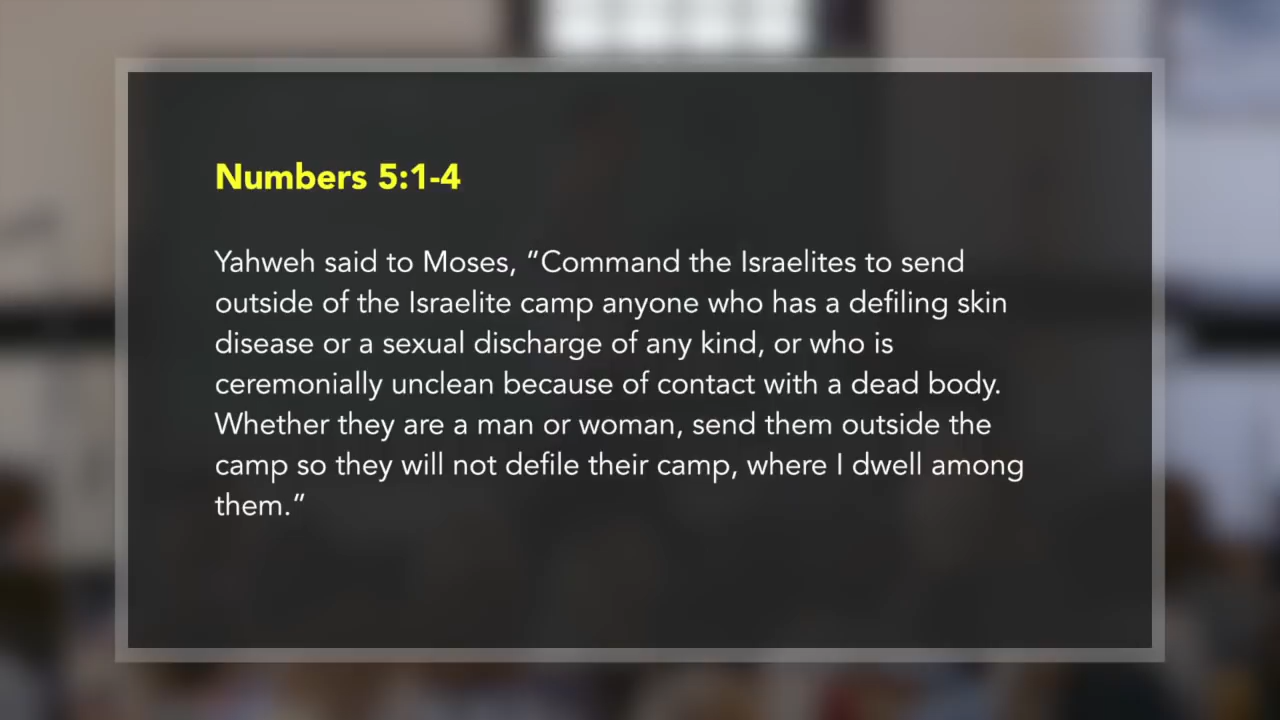 Numbers 5:1-4
Yahweh said to Moses, “Command the Israelites to send
outside of the Israelite camp anyone who has a defiling skin
disease or a sexual discharge of any kind, or who is
ceremonially unclean because of contact with a dead body.
Whether they are a man or woman, send them outside the
camp so they will not defile their camp, where I dwell among
them.”